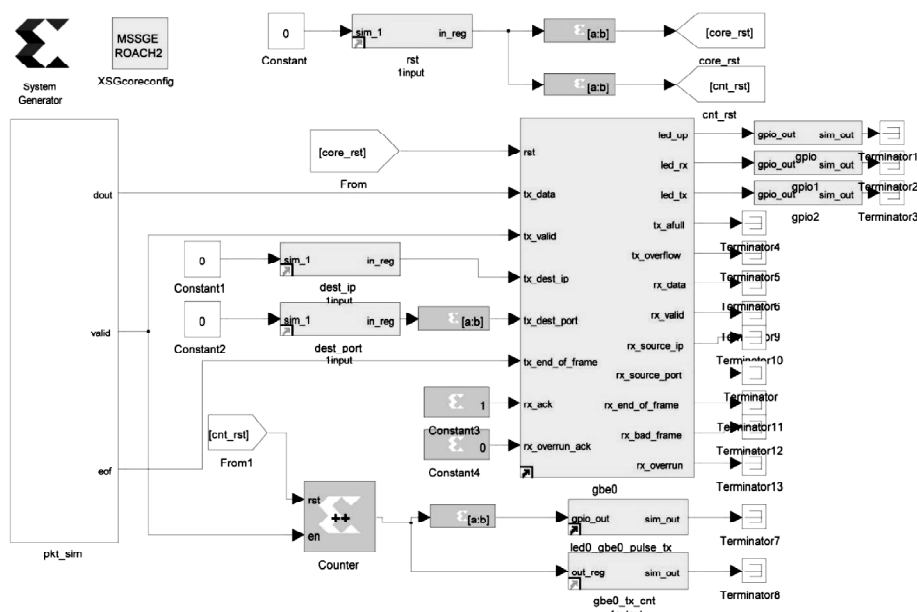 MSSGE
ROACH2
System
Generator
XSGcoreconfig
0
Constant
sim_1
in_reg
rst
1input
[a:b]
[core_rst]
core_rst
[a:b]
[cnt_rst]
cnt_rst
pkt_sim
dout
valid
eof
[core_rst]
From
0
Constant1
sim_1
in_reg
dest_ip
1input
0
Constant2
sim_1
in_reg
dest_port
1input
[a:b]
1
Constant3
0
Constant4
[cnt_rst]
From1
rst
en
++
Counter
rst
tx_data
tx_valid
tx_dest_ip
tx_dest_port
tx_end_of_frame
rx_ack
rx_overrun_ack
led_up
led_rx
led_tx
tx_afull
tx_overflow
rx_data
rx_valid
rx_source_ip
rx_source_port
rx_end_of_frame
rx_bad_frame
rx_overrun
gbe0
gpio_out
sim_out
gpio
Terminator1
gpio_out
sim_out
gpio1
Terminator2
gpio_out
sim_out
gpio2
Terminator3
Terminator4
Terminator5
Terminator6
Terminator9
Terminator10
Terminator
Terminator11
Terminator12
Terminator13
[a:b]
gpio_out
sim_out
led0_gbe0_pulse_tx
Terminator7
out_reg
sim_out
gbe0_tx_cnt
Terminator8